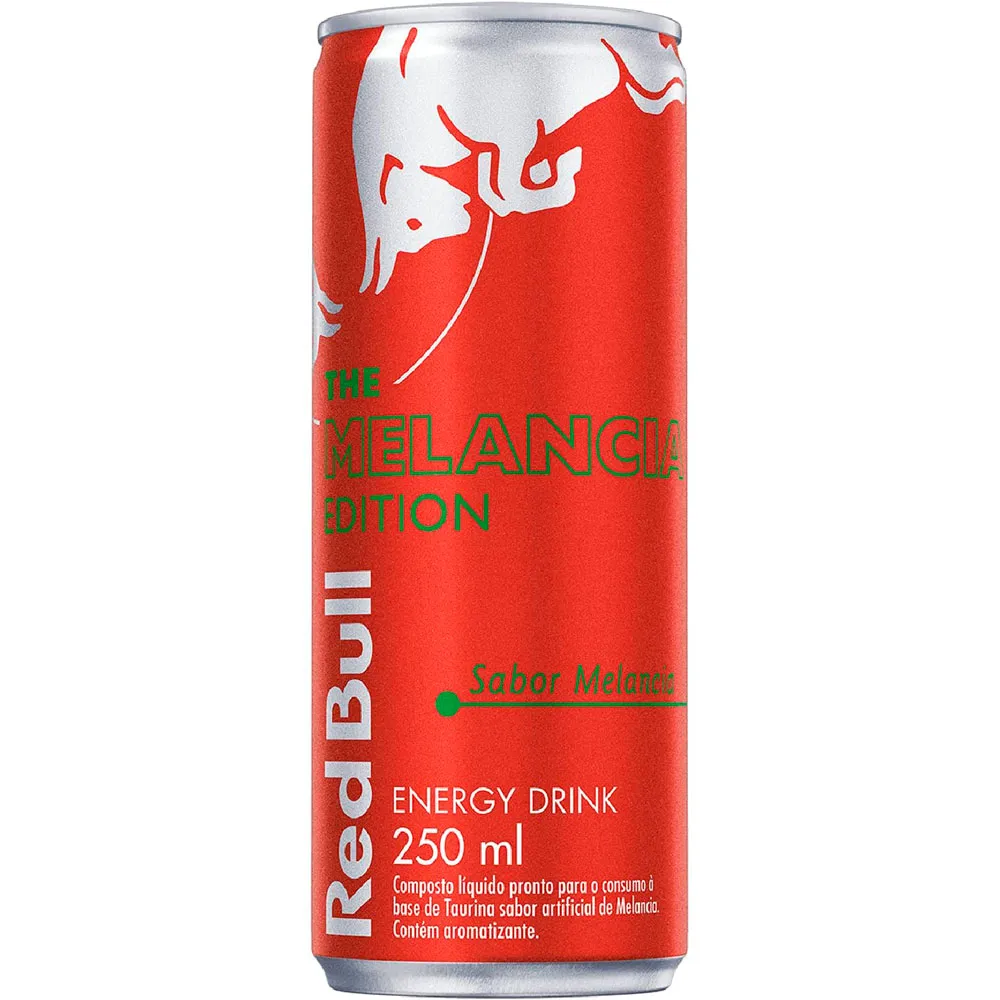 THE
MELANCIA
EDITION
Red Bull
Sabor Melancia
ENERGY DRINK
250 ml
Composto líquido pronto para o consumo à
base de Taurina sabor artificial de Melancia.
Contém aromatizante.